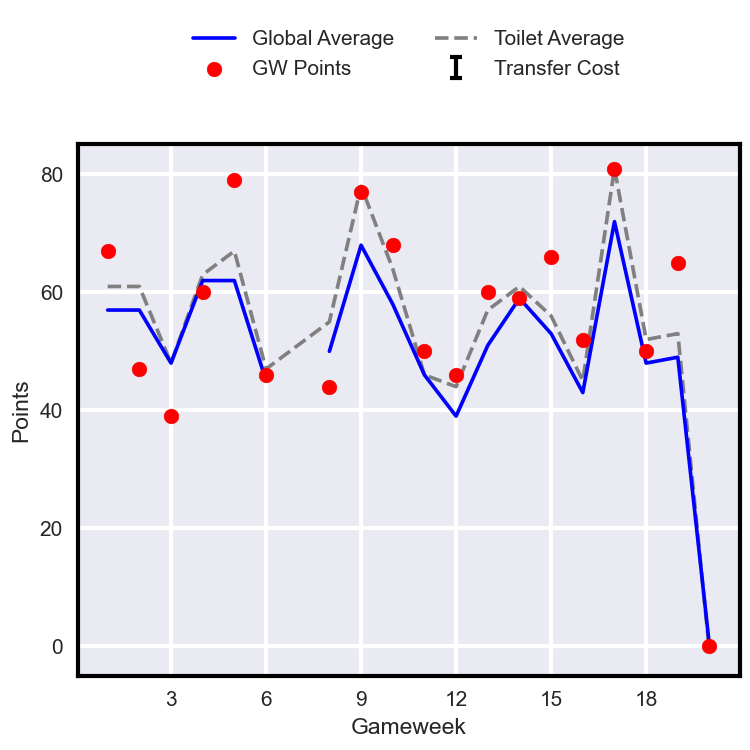 Global Average
Toilet Average
GW Points
Transfer Cost
80
60
40
20
0
Points
3 6 9 12 15 18
Gameweek